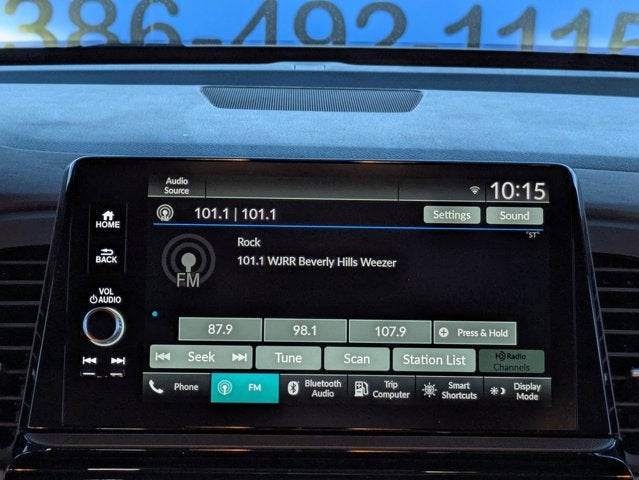 386-492-1115
Audio
Source
10:15
101.1 | 101.1
Settings
Sound
"ST"
HOME
BACK
VOL
AUDIO
FM
Rock
101.1 WJRR Beverly Hills Weezer
87.9
98.1
107.9
Press & Hold
Seek
Tune
Scan
Station List
HD Radio
Channels
Phone
FM
Bluetooth
Audio
Trip
Computer
Smart
Shortcuts
Display
Mode